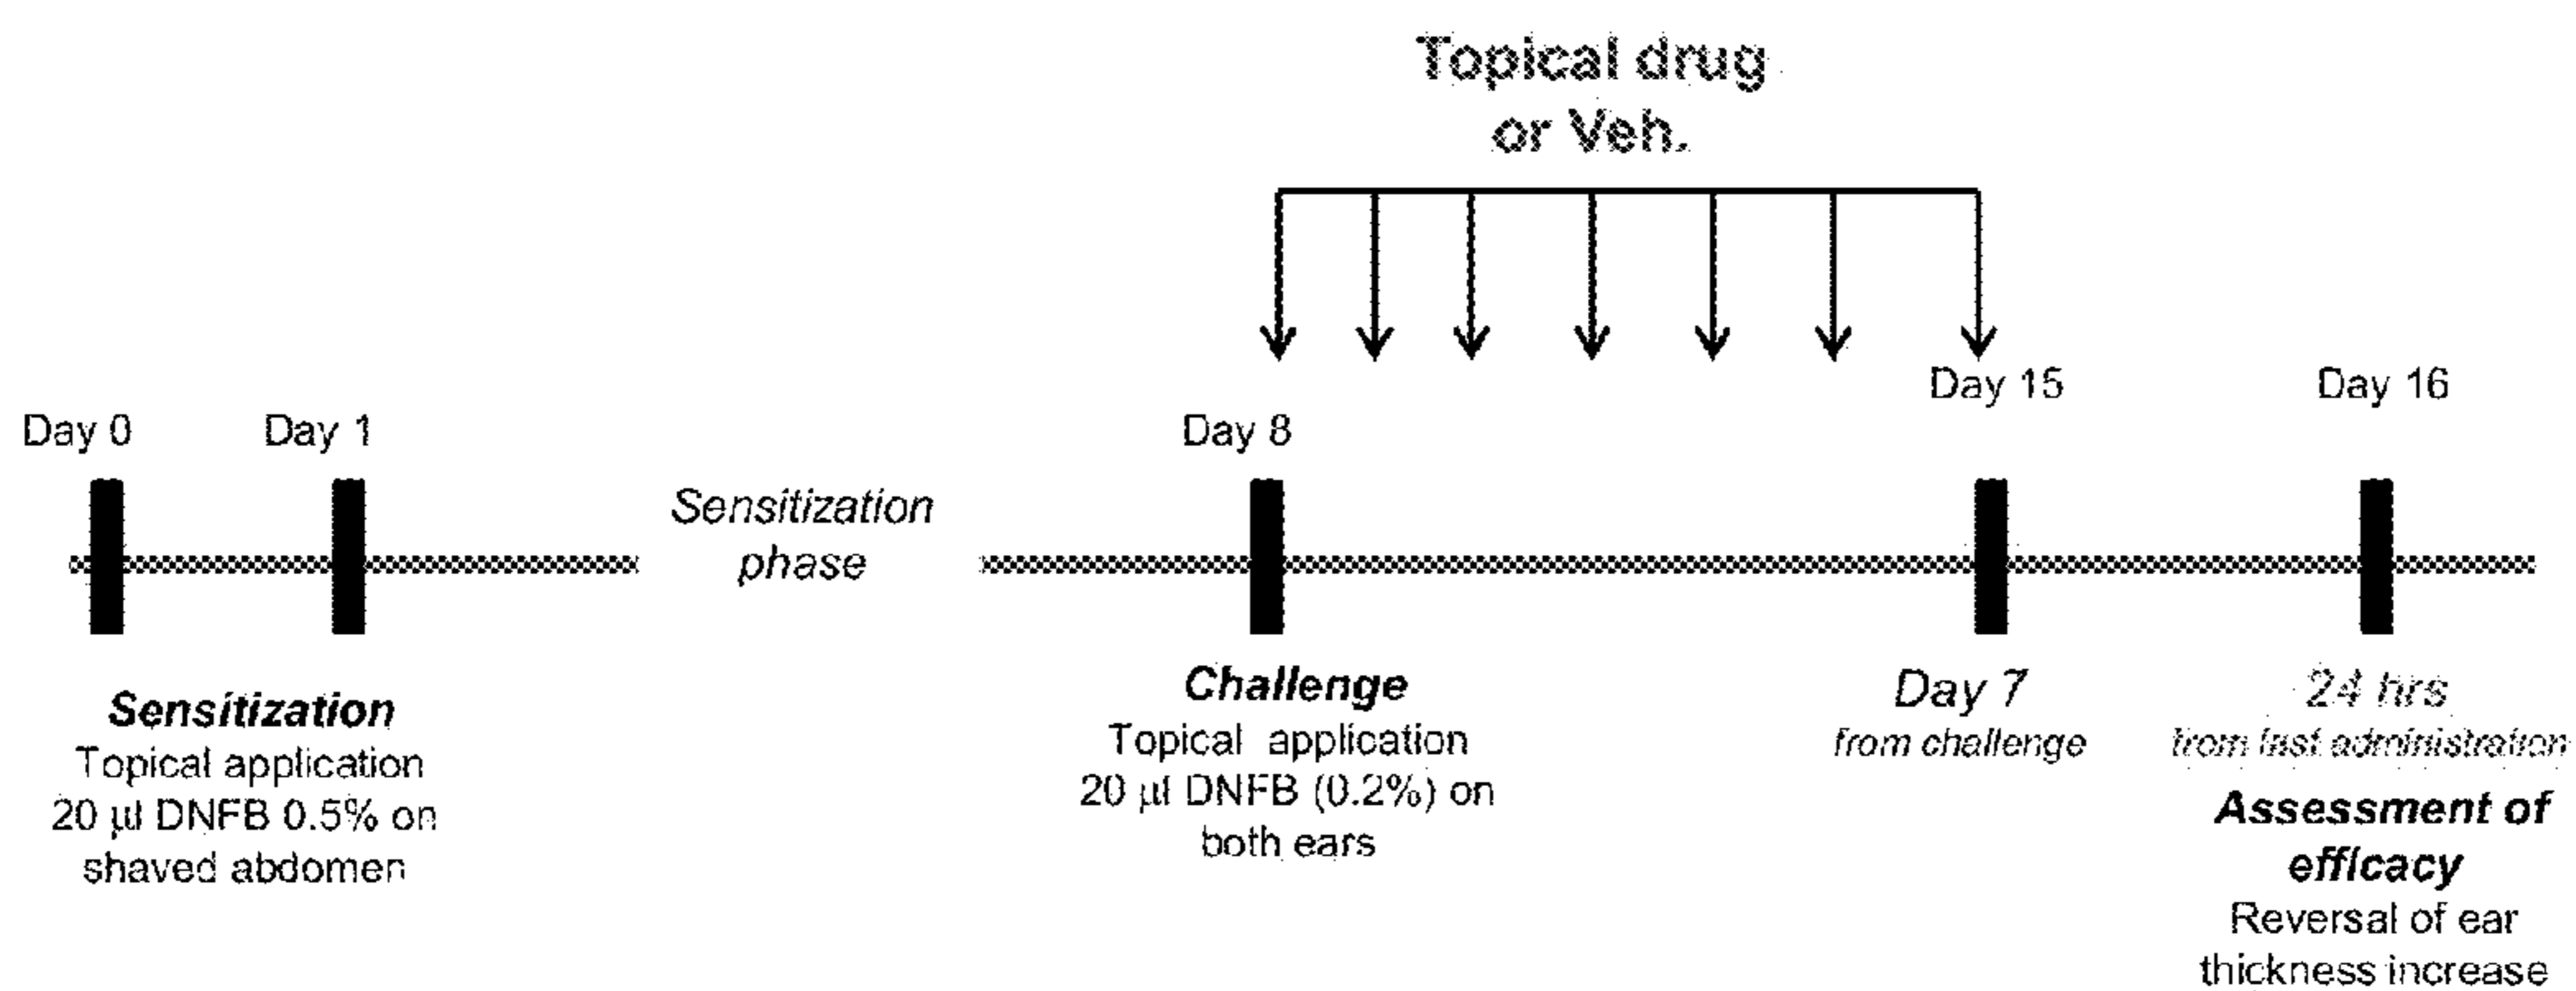 Topical drug
or Veh.
Day 0
Day 1
Day 8
Day 15
Day 16
Sensitization
phase
Sensitization
Topical application
20 µl DNFB 0.5% on
shaved abdomen
Challenge
Topical application
20 µl DNFB (0.2%) on
both ears
Day 7
from challenge
24 hrs
from last administration
Assessment of
efficacy
Reversal of ear
thickness increase